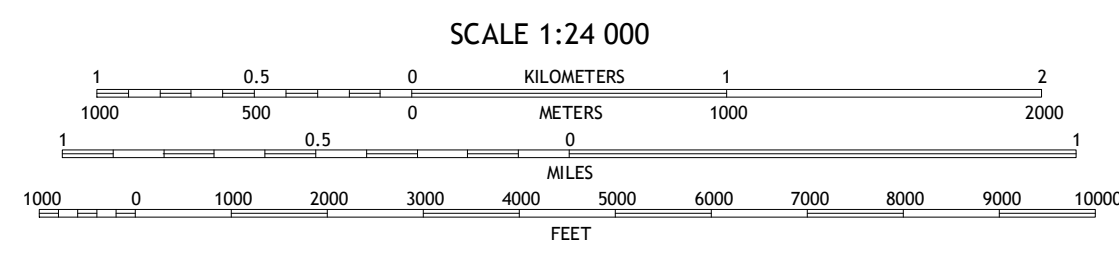 SCALE 1:24 000
1 0.5 0 KILOMETERS 1 2
1000 500 0 METERS 1000 2000
1 0.5 0 1
MILES
1000 0 1000 2000 3000 4000 5000 6000 7000 8000 9000 10000
FEET